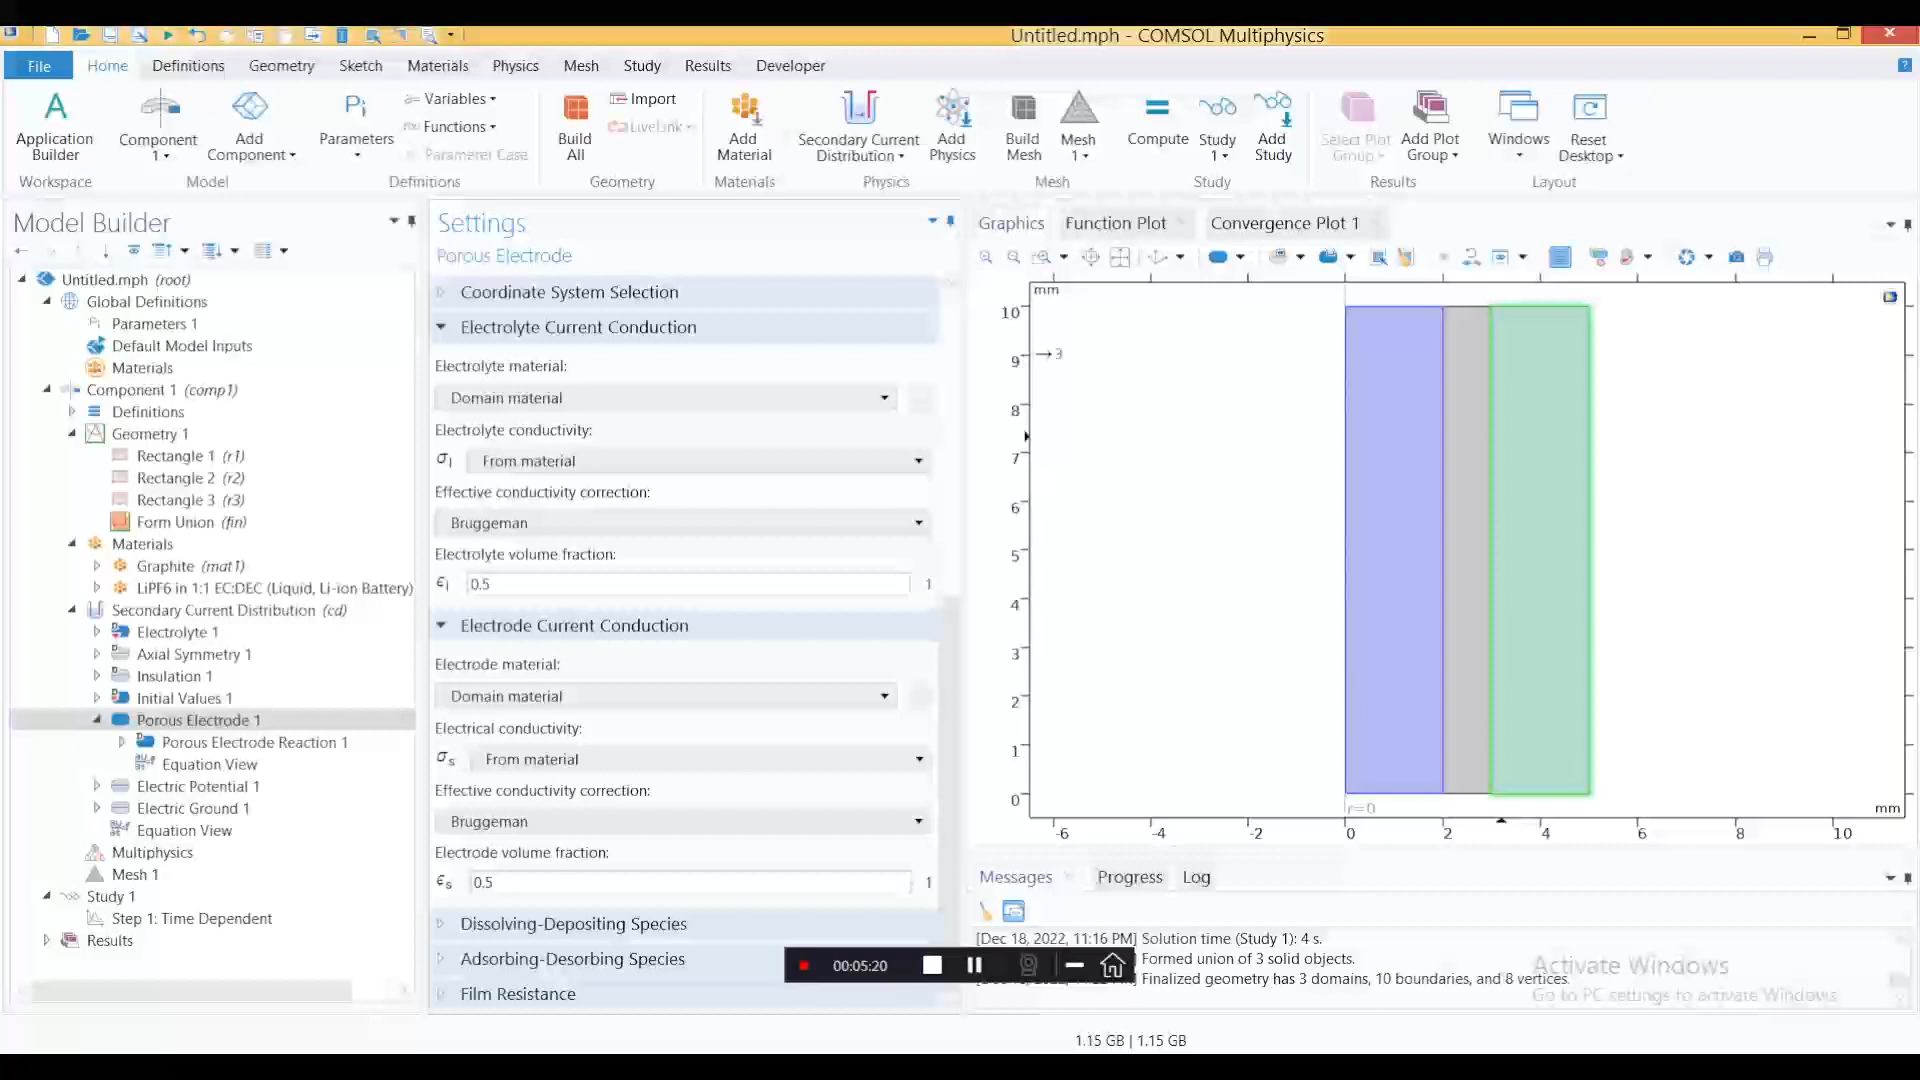 Untitled.mph - COMSOL Multiphysics
File Home Definitions Geometry Sketch Materials Physics Mesh Study Results Developer
Application Builder
Workspace
Component 1
Add Component
Model
Parameters
a= Variables
f(x) Functions
Parameter Case
Definitions
Build All
Import
LiveLink
Geometry
Add Material
Materials
Secondary Current Distribution
Add Physics
Physics
Build Mesh
Mesh 1
Mesh
Compute
Study 1
Add Study
Study
Select Plot Group
Add Plot Group
Results
Windows
Reset Desktop
Layout
Model Builder
Untitled.mph (root)
Global Definitions
Pi Parameters 1
Default Model Inputs
Materials
Component 1 (comp1)
Definitions
Geometry 1
Rectangle 1 (r1)
Rectangle 2 (r2)
Rectangle 3 (r3)
Form Union (fin)
Materials
Graphite (mat1)
LiPF6 in 1:1 EC:DEC (Liquid, Li-ion Battery)
Secondary Current Distribution (cd)
Electrolyte 1
Axial Symmetry 1
Insulation 1
Initial Values 1
Porous Electrode 1
Porous Electrode Reaction 1
Equation View
Electric Potential 1
Electric Ground 1
Equation View
Multiphysics
Mesh 1
Study 1
Step 1: Time Dependent
Results
Settings
Porous Electrode
Coordinate System Selection
Electrolyte Current Conduction
Electrolyte material:
Domain material
Electrolyte conductivity:
σl From material
Effective conductivity correction:
Bruggeman
Electrolyte volume fraction:
ϵl 0.5 1
Electrode Current Conduction
Electrode material:
Domain material
Electrical conductivity:
σs From material
Effective conductivity correction:
Bruggeman
Electrode volume fraction:
ϵs 0.5 1
Dissolving-Depositing Species
Adsorbing-Desorbing Species
Film Resistance
00:05:20
Graphics Function Plot Convergence Plot 1
mm
10
9
8
7
6
5
4
3
2
1
0
r=0
mm
-6 -4 -2 0 2 4 6 8 10
Messages Progress Log
[Dec 18, 2022, 11:16 PM] Solution time (Study 1): 4 s.
Formed union of 3 solid objects.
Finalized geometry has 3 domains, 10 boundaries, and 8 vertices.
Activate Windows
Go to PC settings to activate Windows.
1.15 GB | 1.15 GB